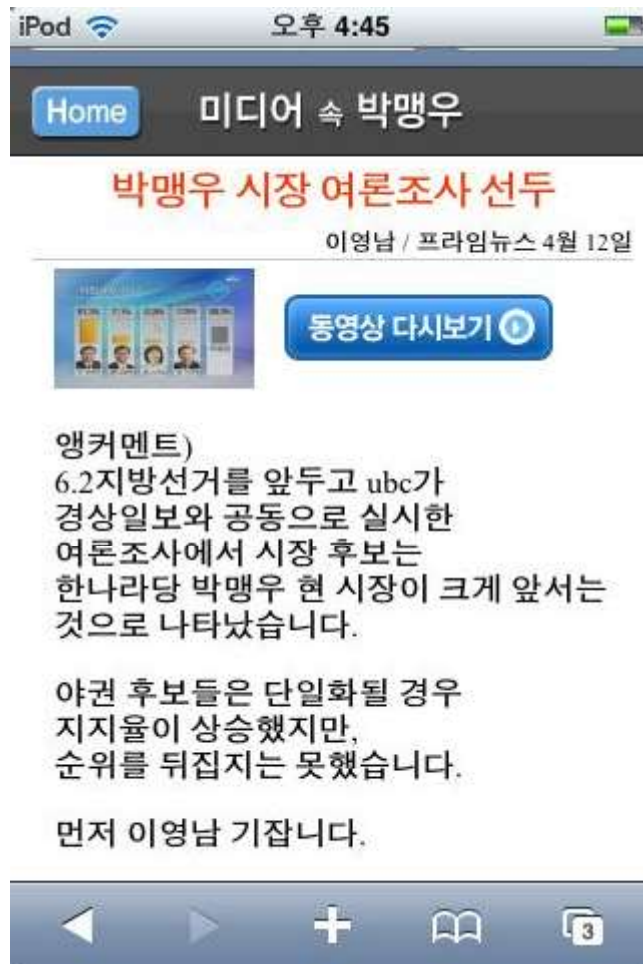 iPod 오후 4:45
Home 미디어 속 박맹우
박맹우 시장 여론조사 선두
이영남 / 프라임뉴스 4월 12일
동영상 다시보기
앵커멘트)
6.2지방선거를 앞두고 ubc가
경상일보와 공동으로 실시한
여론조사에서 시장 후보는
한나라당 박맹우 현 시장이 크게 앞서는
것으로 나타났습니다.
야권 후보들은 단일화될 경우
지지율이 상승했지만,
순위를 뒤집지는 못했습니다.
먼저 이영남 기잡니다.
3